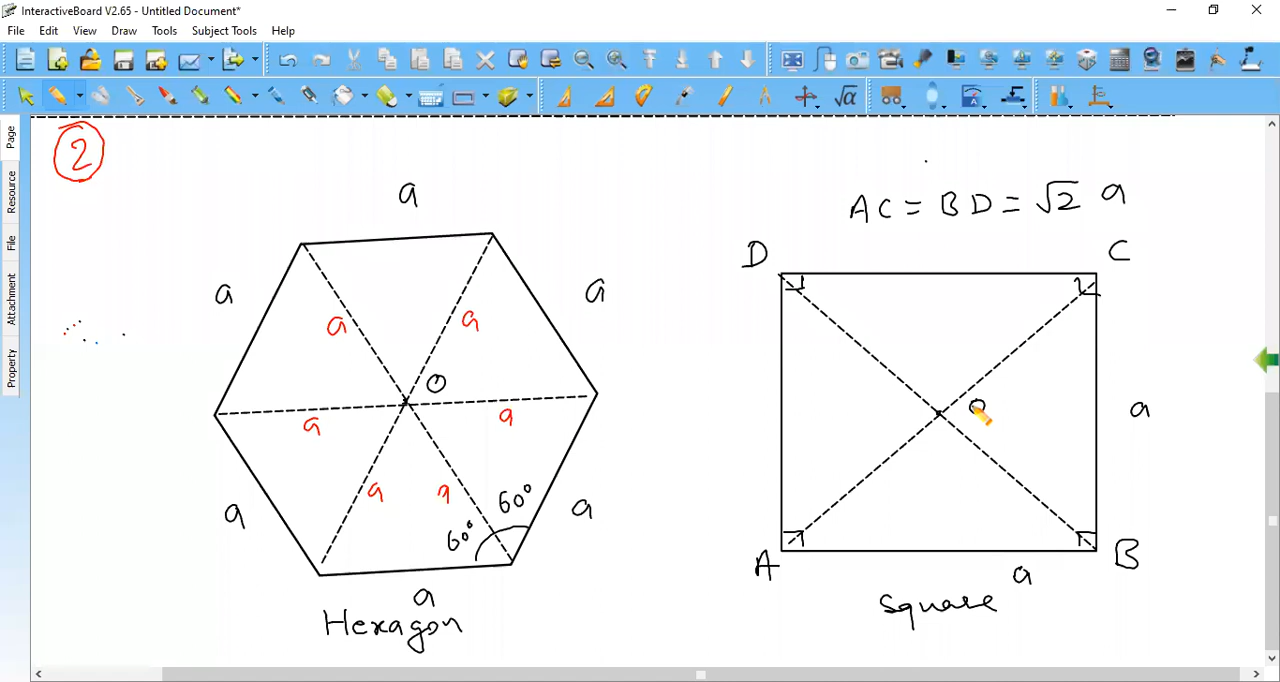 InteractiveBoard V2.65 - Untitled Document*
File Edit View Draw Tools Subject Tools Help
Page
Resource
File
Attachment
Property
2
a
AC = BD = √2 a
D C
a a
a a
O
O
a a
a
a a
60° 60°
a a
A B
a a
Hexagon
Square